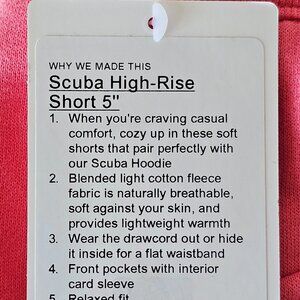 WHY WE MADE THIS
Scuba High-Rise
Short 5"
1. When you're craving casual
comfort, cozy up in these soft
shorts that pair perfectly with
our Scuba Hoodie
2. Blended light cotton fleece
fabric is naturally breathable,
soft against your skin, and
provides lightweight warmth
3. Wear the drawcord out or hide
it inside for a flat waistband
4. Front pockets with interior
card sleeve
5. Relaxed fit